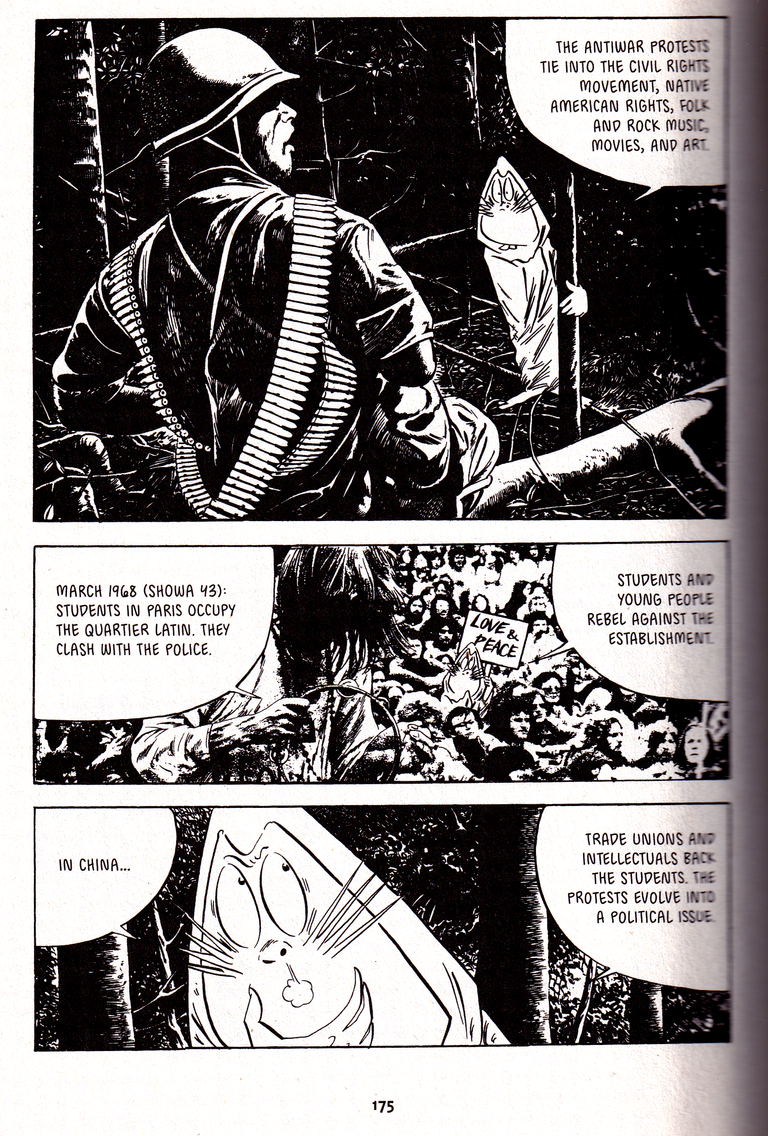 THE ANTIWAR PROTESTS
TIE INTO THE CIVIL RIGHTS
MOVEMENT, NATIVE
AMERICAN RIGHTS, FOLK
AND ROCK MUSIC,
MOVIES, AND ART.
STUDENTS AND
YOUNG PEOPLE
REBEL AGAINST THE
ESTABLISHMENT.
LOVE &
PEACE
MARCH 1968 (SHOWA 43):
STUDENTS IN PARIS OCCUPY
THE QUARTIER LATIN. THEY
CLASH WITH THE POLICE.
TRADE UNIONS AND
INTELLECTUALS BACK
THE STUDENTS. THE
PROTESTS EVOLVE INTO
A POLITICAL ISSUE.
IN CHINA...
175